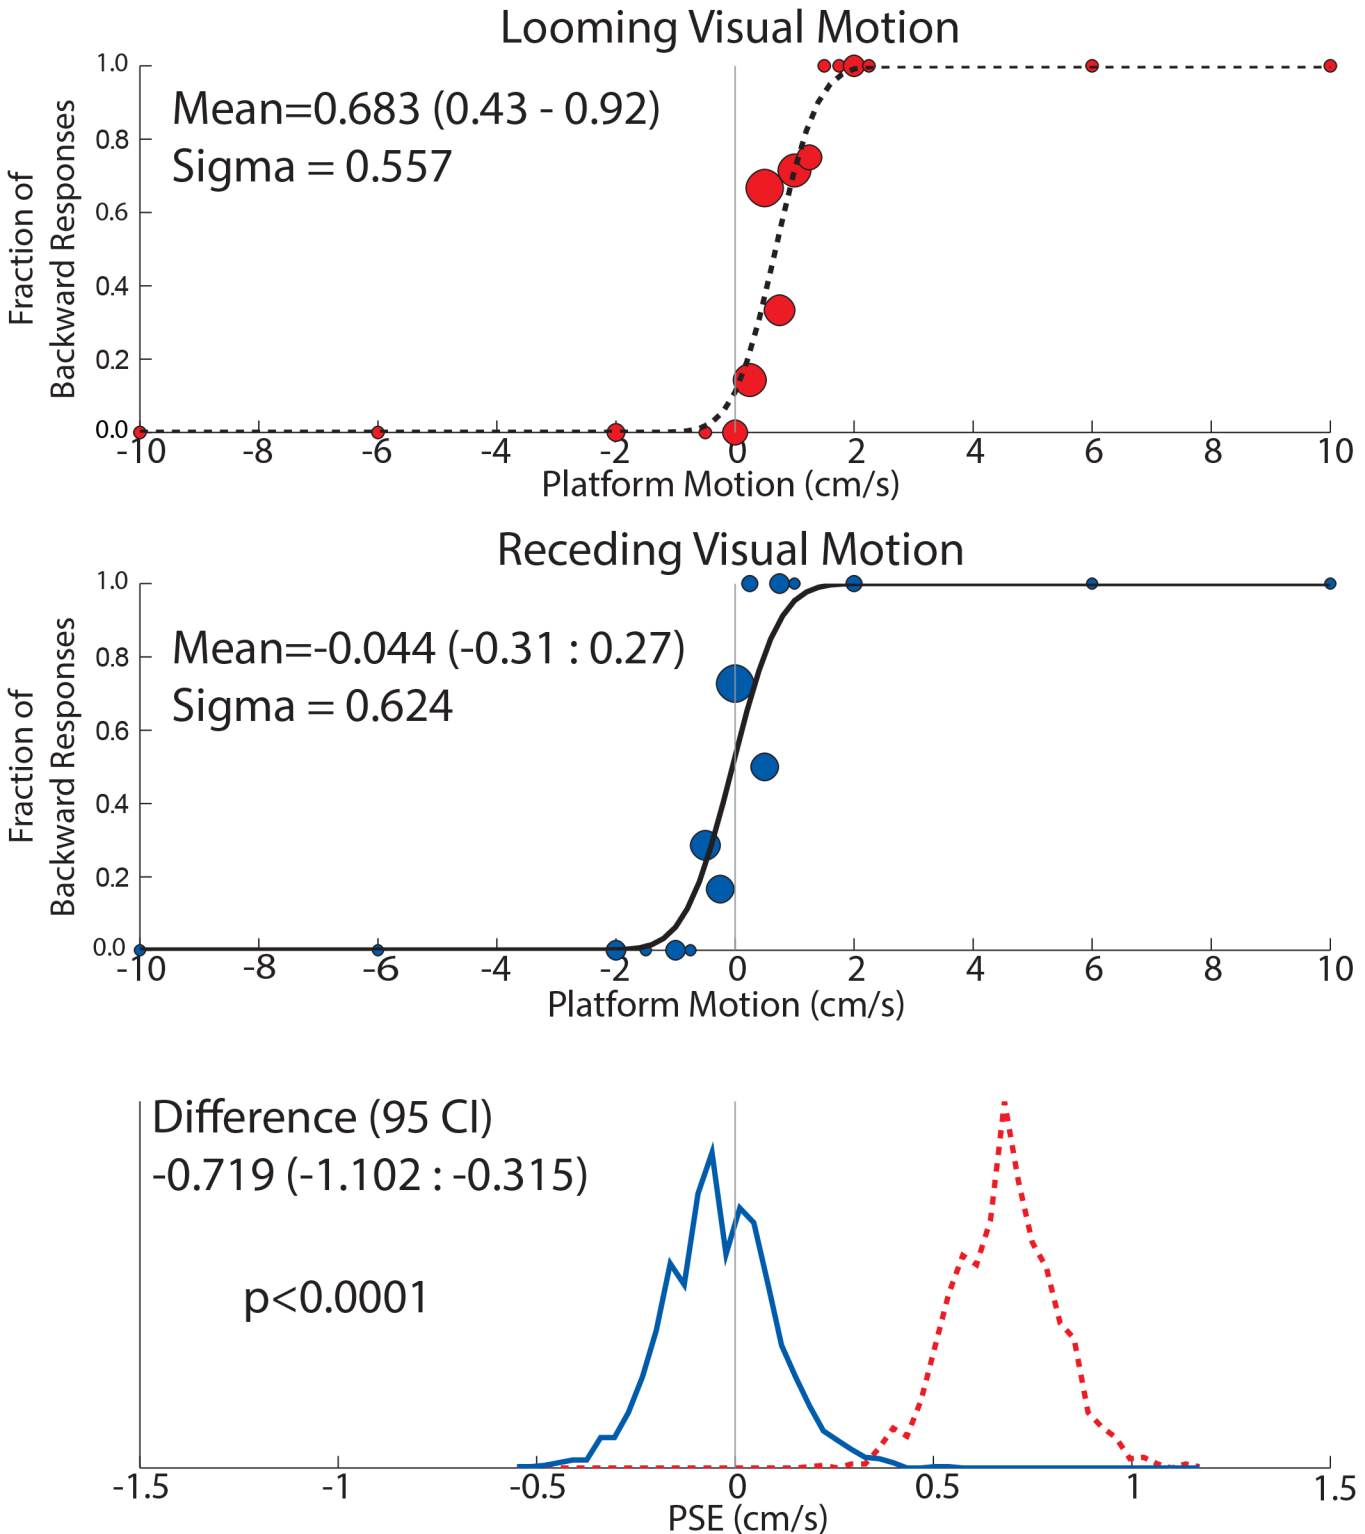 Looming Visual Motion
Mean=0.683 (0.43 - 0.92)
Sigma = 0.557
Fraction of
Backward Responses
1.0
0.8
0.6
0.4
0.2
0.0
-10 -8 -6 -4 -2 0 2 4 6 8 10
Platform Motion (cm/s)
Receding Visual Motion
Mean=-0.044 (-0.31 : 0.27)
Sigma = 0.624
Fraction of
Backward Responses
1.0
0.8
0.6
0.4
0.2
0.0
-10 -8 -6 -4 -2 0 2 4 6 8 10
Platform Motion (cm/s)
Difference (95 CI)
-0.719 (-1.102 : -0.315)
p<0.0001
-1.5 -1 -0.5 0 0.5 1 1.5
PSE (cm/s)